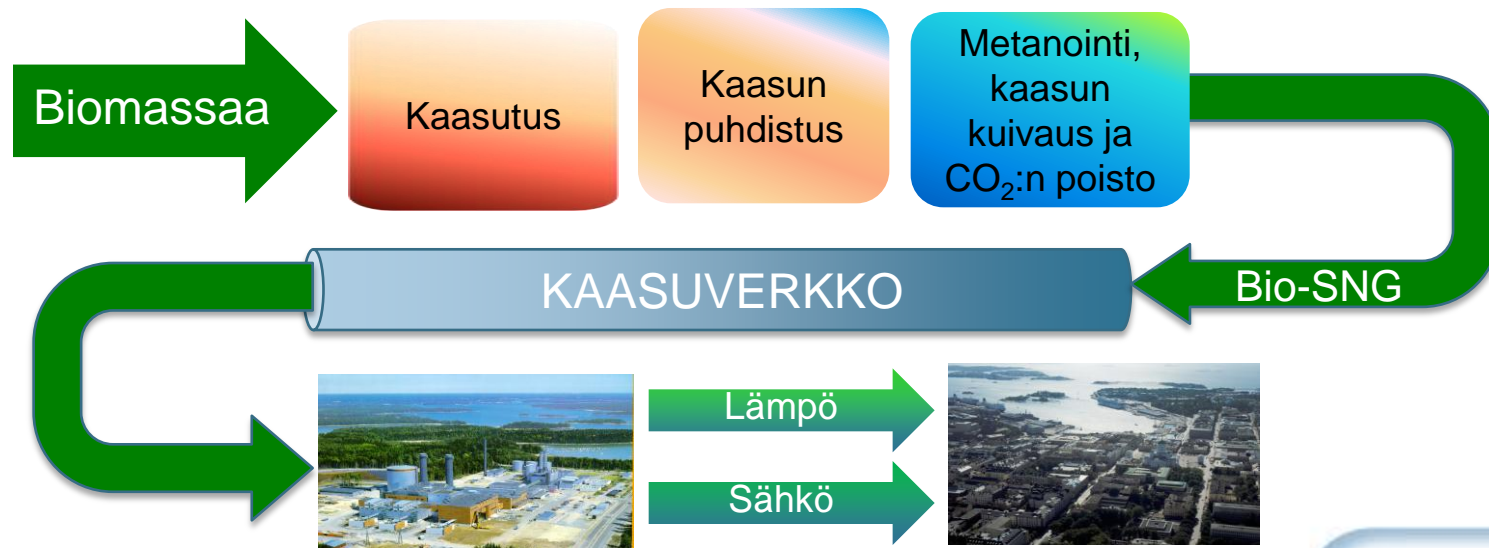 Biomassaa
Kaasutus
Kaasun
puhdistus
Metanointi,
kaasun
kuivaus ja
CO₂:n poisto
KAASUVERKKO
Bio-SNG
Lämpö
Sähkö